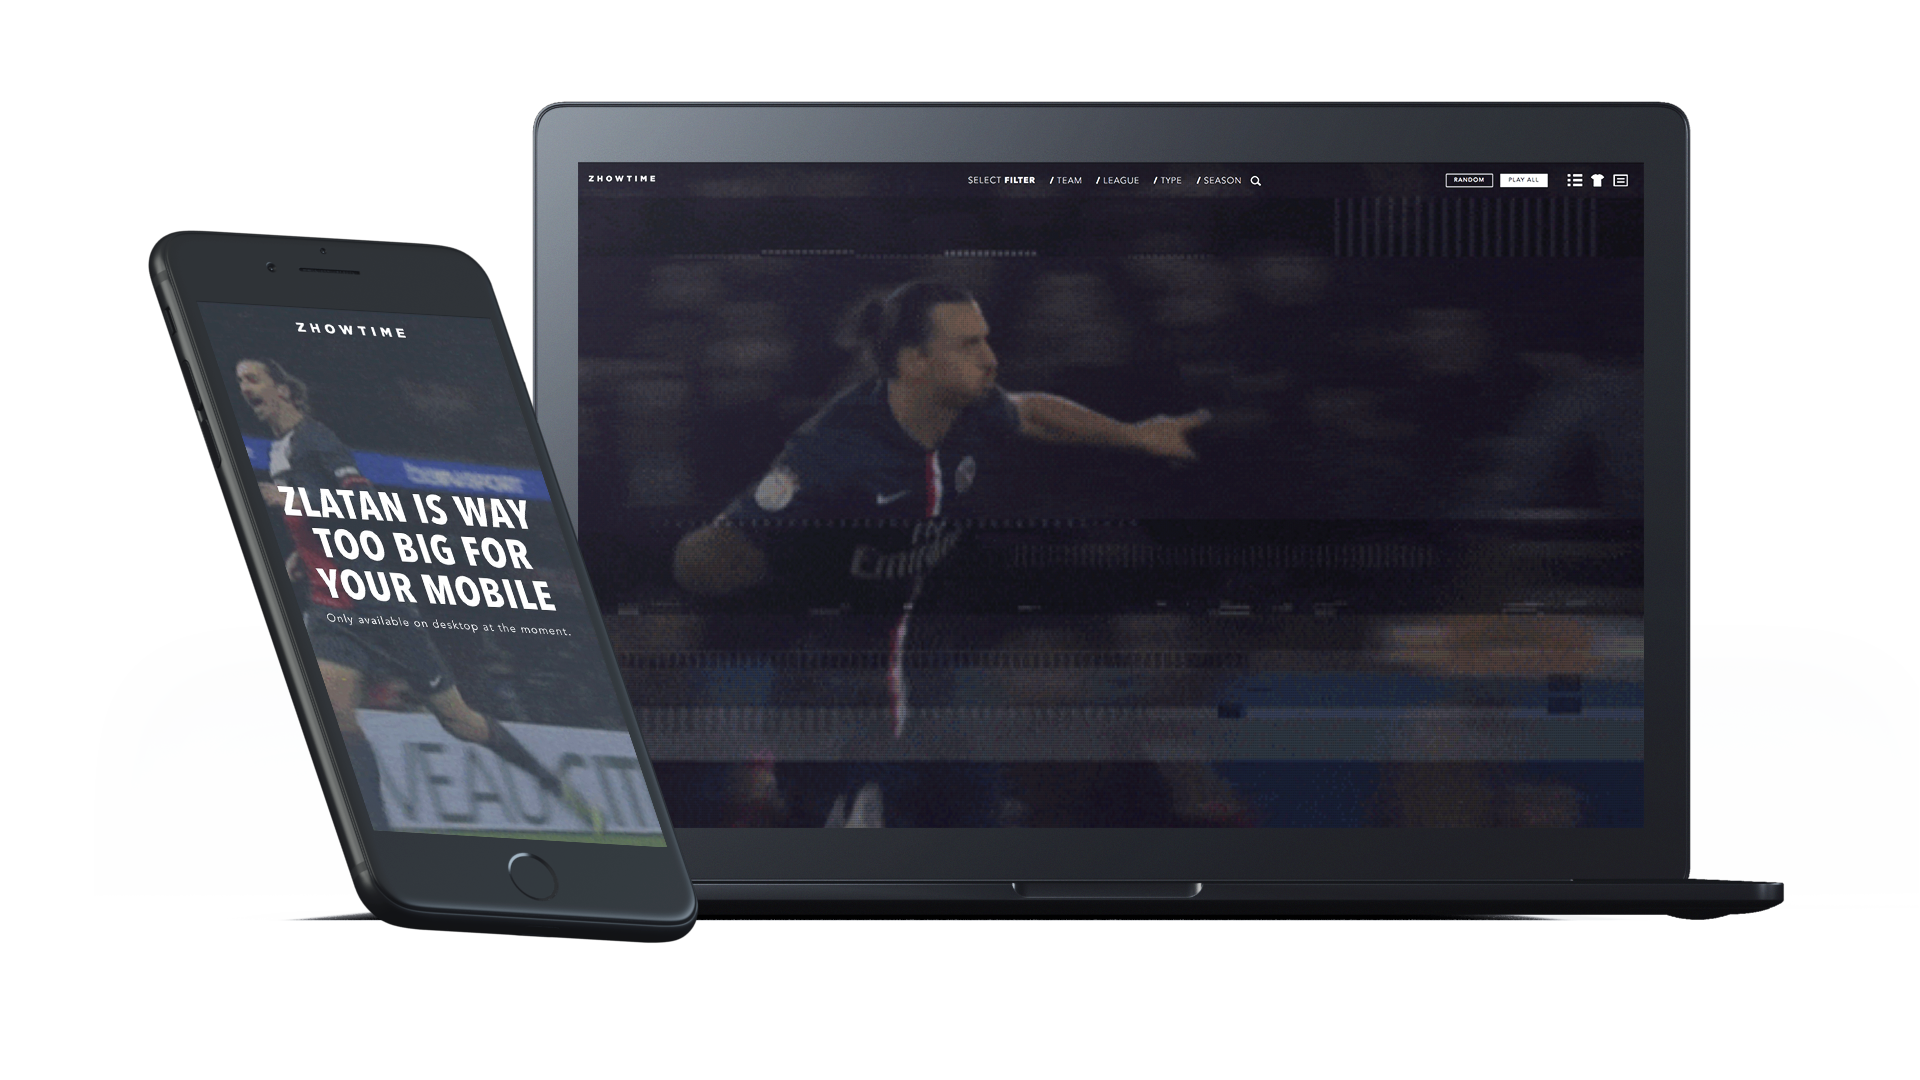 ZHOWTIME
ZLATAN IS WAY
TOO BIG FOR
YOUR MOBILE
Only available on desktop at the moment.
ZHOWTIME
SELECT FILTER / TEAM / LEAGUE / TYPE / SEASON
RANDOM PLAY ALL
Emirates